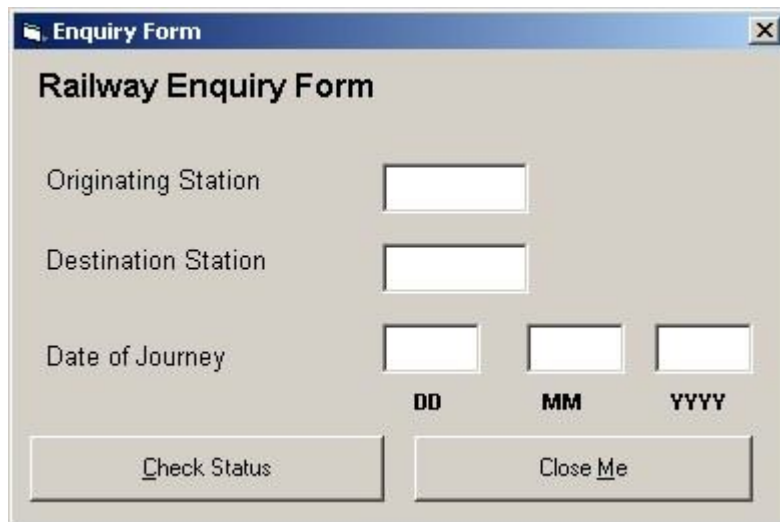 Enquiry Form
Railway Enquiry Form
Originating Station
Destination Station
Date of Journey
DD MM YYYY
Check Status Close Me